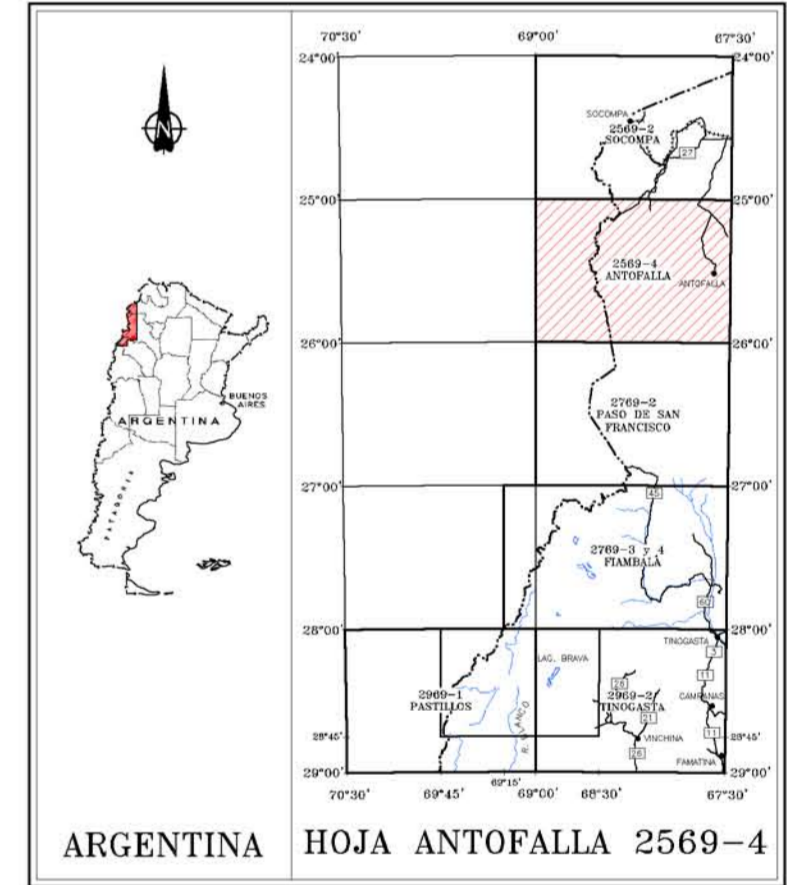 70°30'
69°00'
67°30'
24°00'
24°00'
N
SOCOMPA
2569-2
SOCOMPA
27
25°00'
25°00'
2569-4
ANTOFALLA
ANTOFALLA
26°00'
26°00'
BUENOS
AIRES
ARGENTINA
PATAGONIA
2769-2
PASO DE SAN
FRANCISCO
27°00'
27°00'
45
2769-3 y 4
FIAMBALÁ
60
28°00'
28°00'
TINOGASTA
3
LAG. BRAVA
11
2969-1
PASTILLOS
26
2969-2
TINOGASTA
CAMPANAS
21
R. BLANCO
11
28°45'
28°45'
VINCHINA
26
FAMATINA
29°00'
29°00'
69°15'
70°30'
69°45'
69°00'
68°30'
67°30'
ARGENTINA
HOJA ANTOFALLA 2569-4